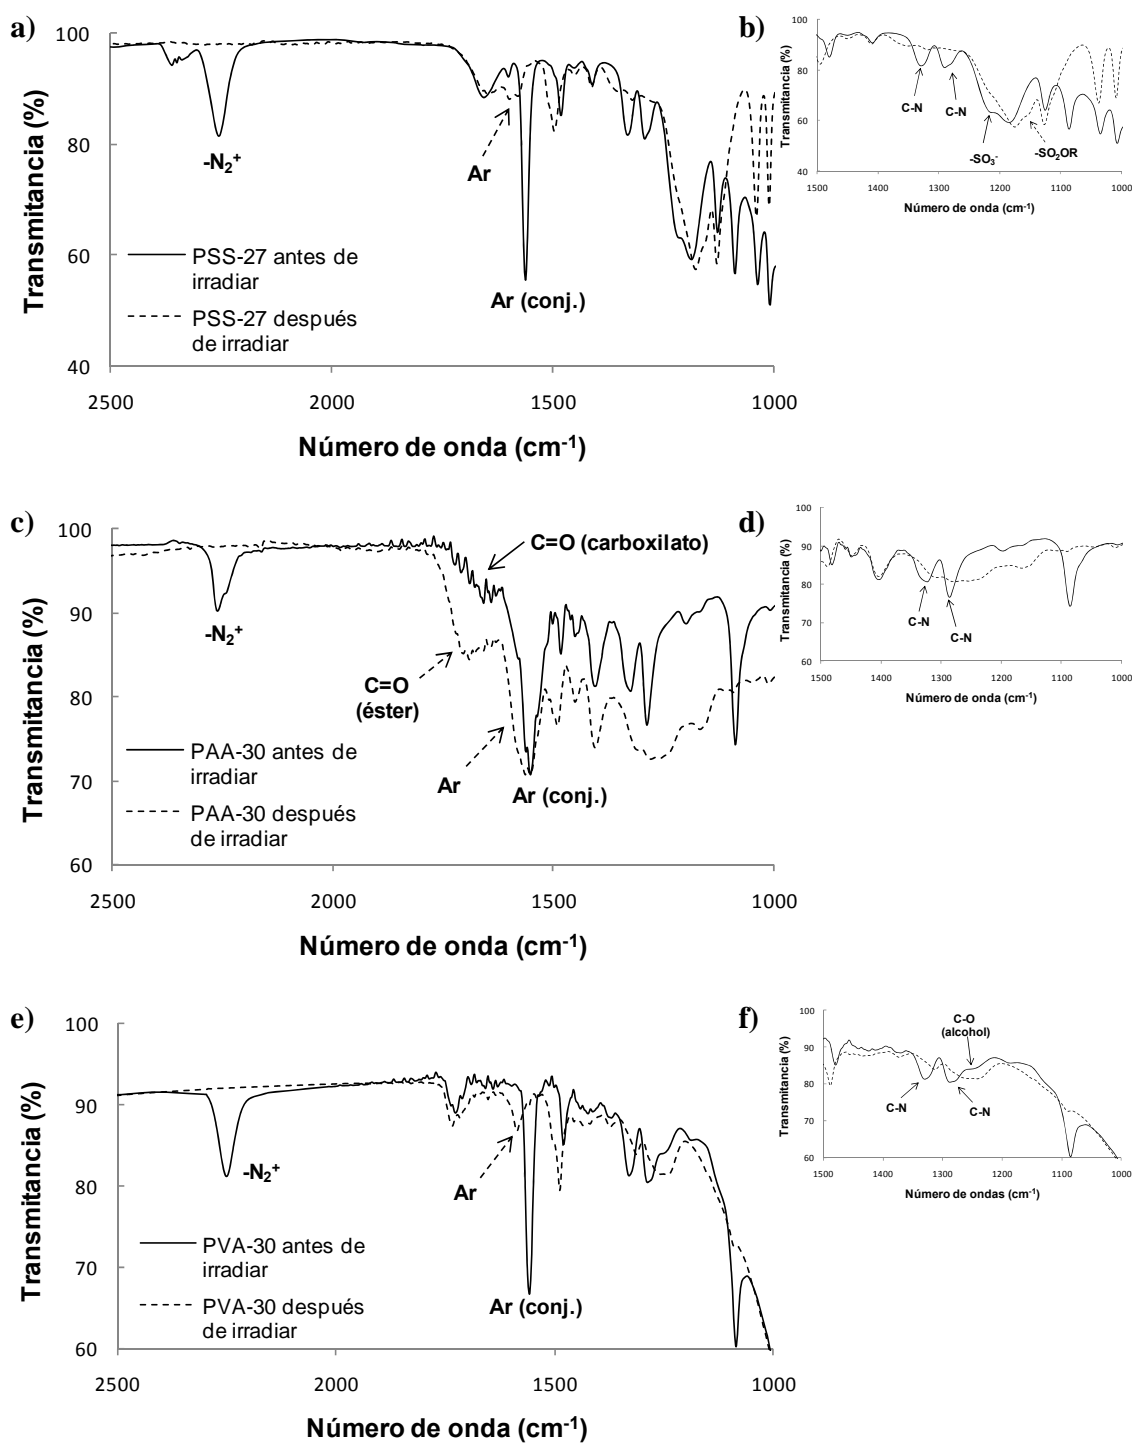 a)
100
80
60
40
2500
2000
1500
1000
Transmitancia (%)
Número de onda (cm⁻¹)
-N₂⁺
Ar
Ar (conj.)
PSS-27 antes de
irradiar
PSS-27 después
de irradiar
b)
100
80
60
40
1500
1400
1300
1200
1100
1000
Transmitancia (%)
Número de onda (cm⁻¹)
C-N
C-N
-SO₃⁻
-SO₂OR
c)
100
90
80
70
60
2500
2000
1500
1000
Transmitancia (%)
Número de onda (cm⁻¹)
C=O (carboxilato)
-N₂⁺
C=O
(éster)
Ar
Ar (conj.)
PAA-30 antes de
irradiar
PAA-30 después
de irradiar
d)
100
90
80
70
60
1500
1400
1300
1200
1100
1000
Transmitancia (%)
Número de onda (cm⁻¹)
C-N
C-N
e)
100
90
80
70
60
2500
2000
1500
1000
Transmitancia (%)
Número de onda (cm⁻¹)
-N₂⁺
Ar
Ar (conj.)
PVA-30 antes de
irradiar
PVA-30 después
de irradiar
f)
100
90
80
70
60
1500
1400
1300
1200
1100
1000
Transmitancia (%)
Número de ondas (cm⁻¹)
C-O
(alcohol)
C-N
C-N